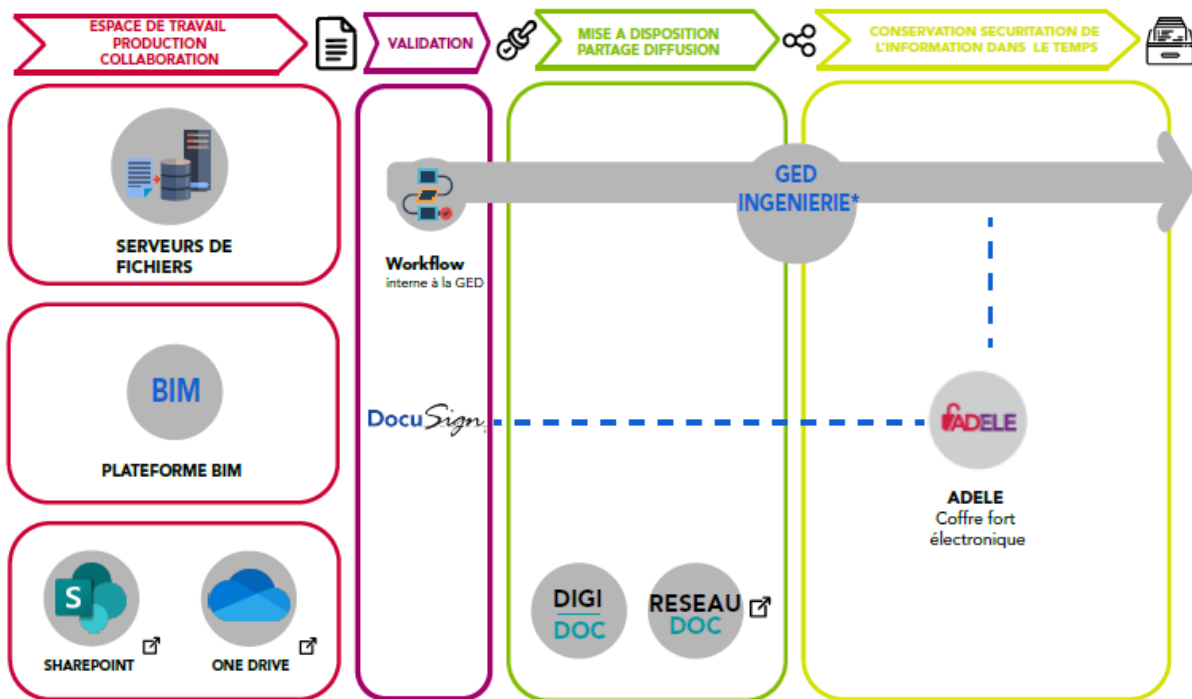 ESPACE DE TRAVAIL
PRODUCTION
COLLABORATION
VALIDATION
MISE A DISPOSITION
PARTAGE DIFFUSION
CONSERVATION SECURITATION DE
L'INFORMATION DANS LE TEMPS
SERVEURS DE
FICHIERS
Workflow
interne à la GED
GED
INGENIERIE*
BIM
PLATEFORME BIM
DocuSign
ADELE
ADELE
Coffre fort
électronique
S
SHAREPOINT
ONE DRIVE
DIGI
DOC
RESEAU
DOC